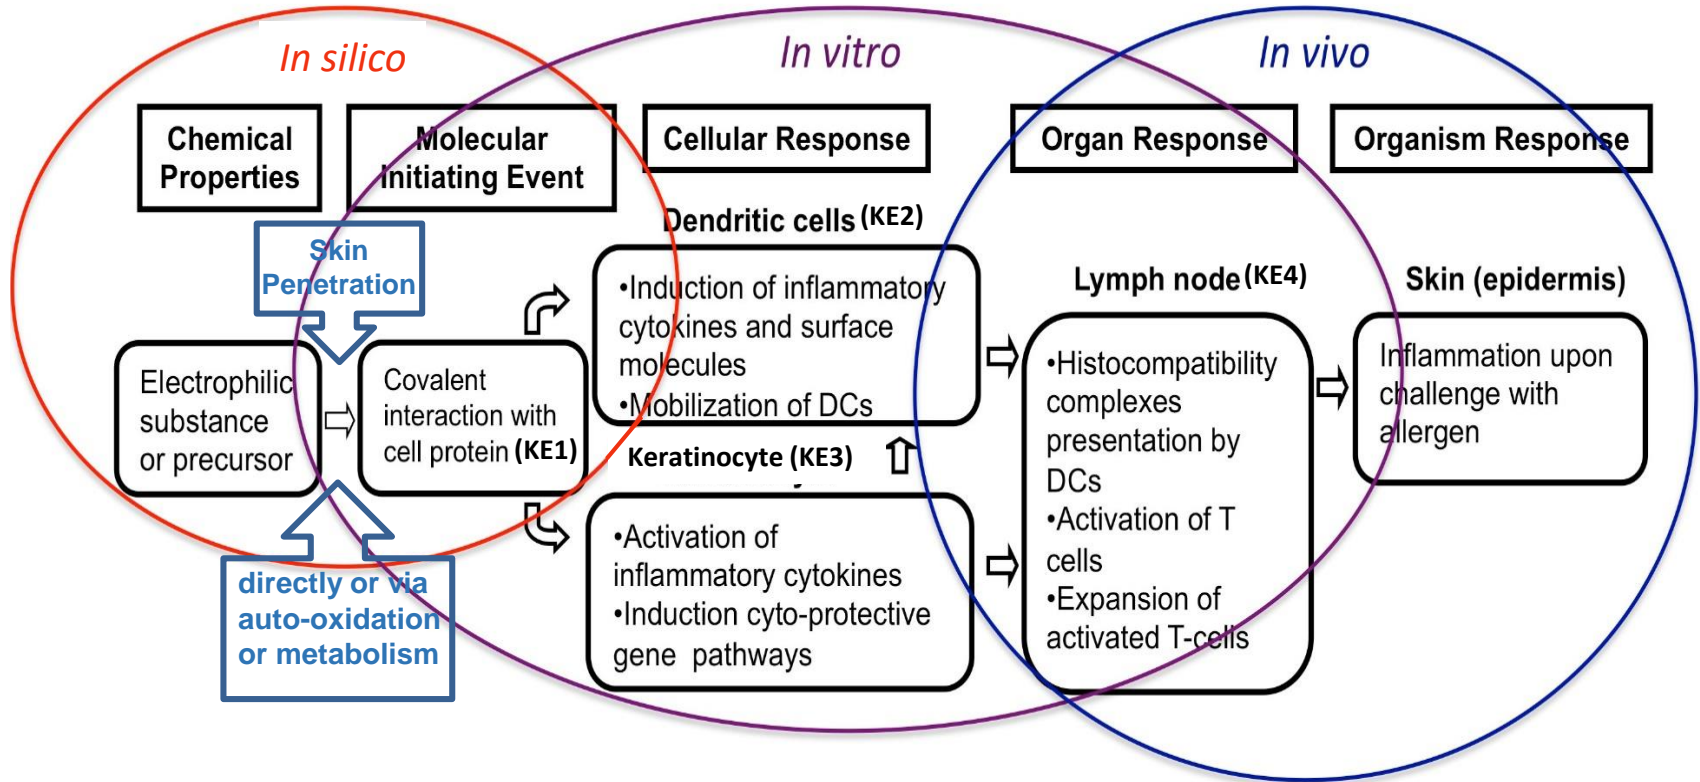 In silico
In vitro
In vivo
Chemical
Properties
Molecular
Initiating Event
Cellular Response
Organ Response
Organism Response
Skin
Penetration
Electrophilic
substance
or precursor
directly or via
auto-oxidation
or metabolism
Covalent
interaction with
cell protein (KE1)
Dendritic cells (KE2)
•Induction of inflammatory
cytokines and surface
molecules
•Mobilization of DCs
Keratinocyte (KE3)
•Activation of
inflammatory cytokines
•Induction cyto-protective
gene pathways
Lymph node (KE4)
•Histocompatibility
complexes
presentation by
DCs
•Activation of T
cells
•Expansion of
activated T-cells
Skin (epidermis)
Inflammation upon
challenge with
allergen